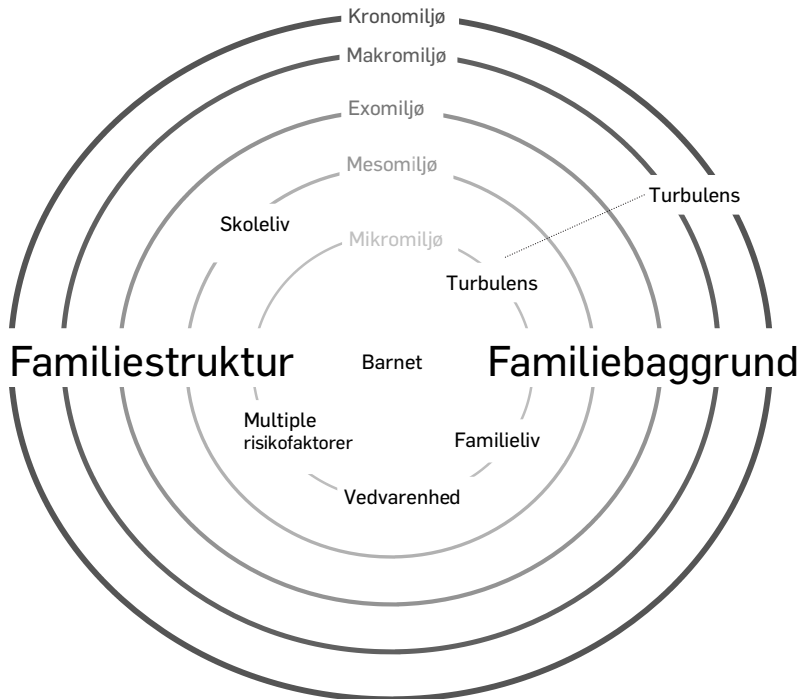 Kronomiljø
Makromiljø
Exomiljø
Mesomiljø
Turbulens
Skoleliv
Mikromiljø
Turbulens
Familiestruktur
Barnet
Familiebaggrund
Multiple
risikofaktorer
Familieliv
Vedvarenhed